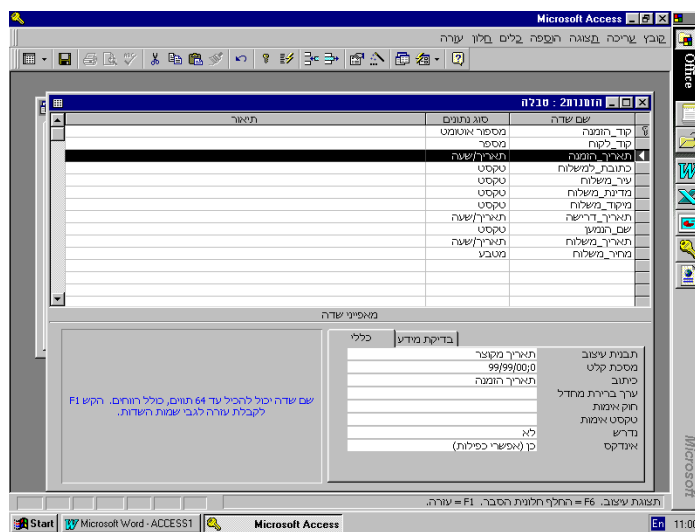 Microsoft Access
קובץ עריכה תצוגה הוספה כלים חלון עזרה
Office
הזמנות2 : טבלה
שם שדה סוג נתונים תיאור
קוד_הזמנה מספור אוטומט
קוד_לקוח מספר
תאריך_הזמנה תאריך/שעה
כתובת_למשלוח טקסט
עיר_משלוח טקסט
מדינת_משלוח טקסט
מיקוד_משלוח טקסט
תאריך_דרישה תאריך/שעה
שם_הנמען טקסט
תאריך_משלוח תאריך/שעה
מחיר_משלוח מטבע
מאפייני שדה
כללי בדיקת מידע
תבנית עיצוב תאריך מקוצר
מסכת קלט 99/99/00;0
כיתוב תאריך הזמנה
ערך ברירת מחדל
חוק אימות
טקסט אימות
נדרש לא
אינדקס כן (אפשרי כפילות)
שם שדה יכול להכיל עד 64 תווים, כולל רווחים. הקש F1
לקבלת עזרה לגבי שמות השדות.
Microsoft
תצוגת עיצוב. F6 = החלף חלונית הסבר. F1 = עזרה.
Start Microsoft Word - ACCESS1 Microsoft Access En